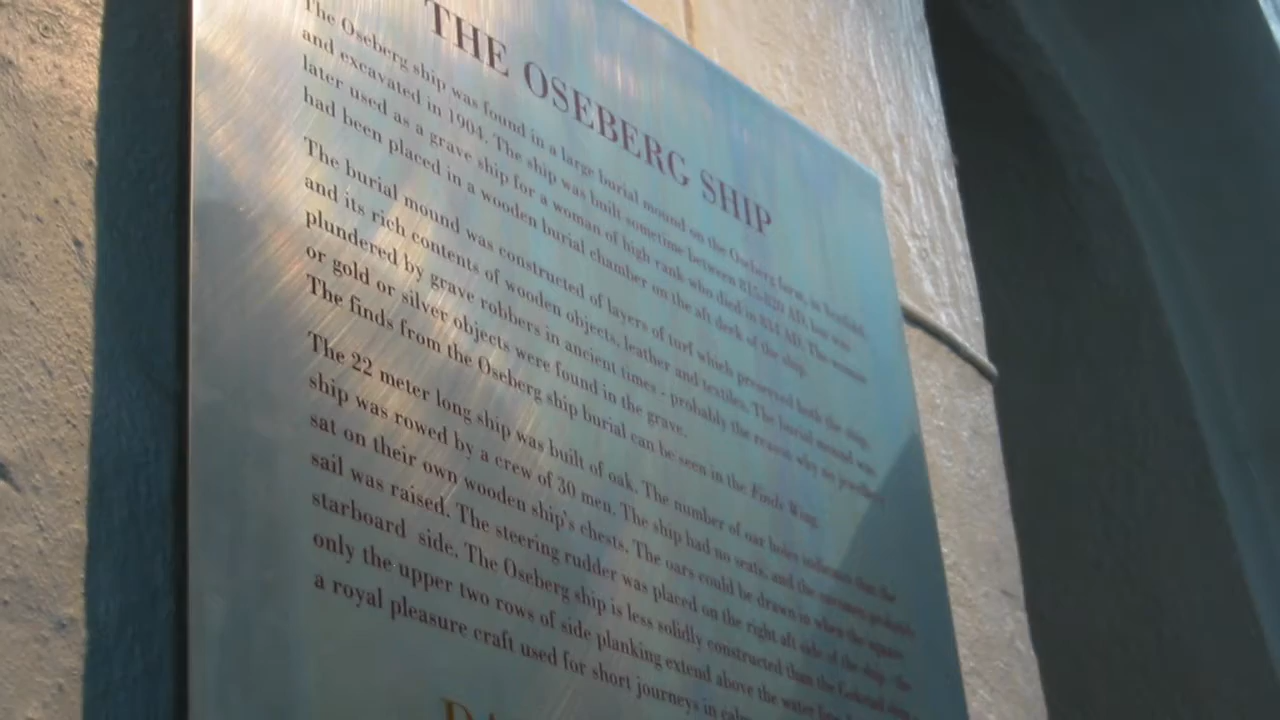 THE OSEBERG SHIP
The Oseberg ship was found in a large burial mound on the Oseberg farm, in
and excavated in 1904. The ship was built sometime between 815-820 AD, but was
later used as a grave ship for a woman of high rank who died in 834 AD. The woman
had been placed in a wooden burial chamber on the aft deck of the ship.
The burial mound was constructed of layers of turf which preserved both the ship
and its rich contents of wooden objects, leather and textiles. The burial mound was
plundered by grave robbers in ancient times - probably the reason why no
or gold or silver objects were found in the grave.
The finds from the Oseberg ship burial can be seen in the Finds Wing.
The 22 meter long ship was built of oak. The number of oar holes indicates that the
ship was rowed by a crew of 30 men. The ship had no seats, and the oarsmen probably
sat on their own wooden ship's chests. The oars could be drawn in when the square
sail was raised. The steering rudder was placed on the right aft side of the ship - the
starboard side. The Oseberg ship is less solidly constructed than the Gokstad
only the upper two rows of side planking extend above the water
a royal pleasure craft used for short journeys in calm